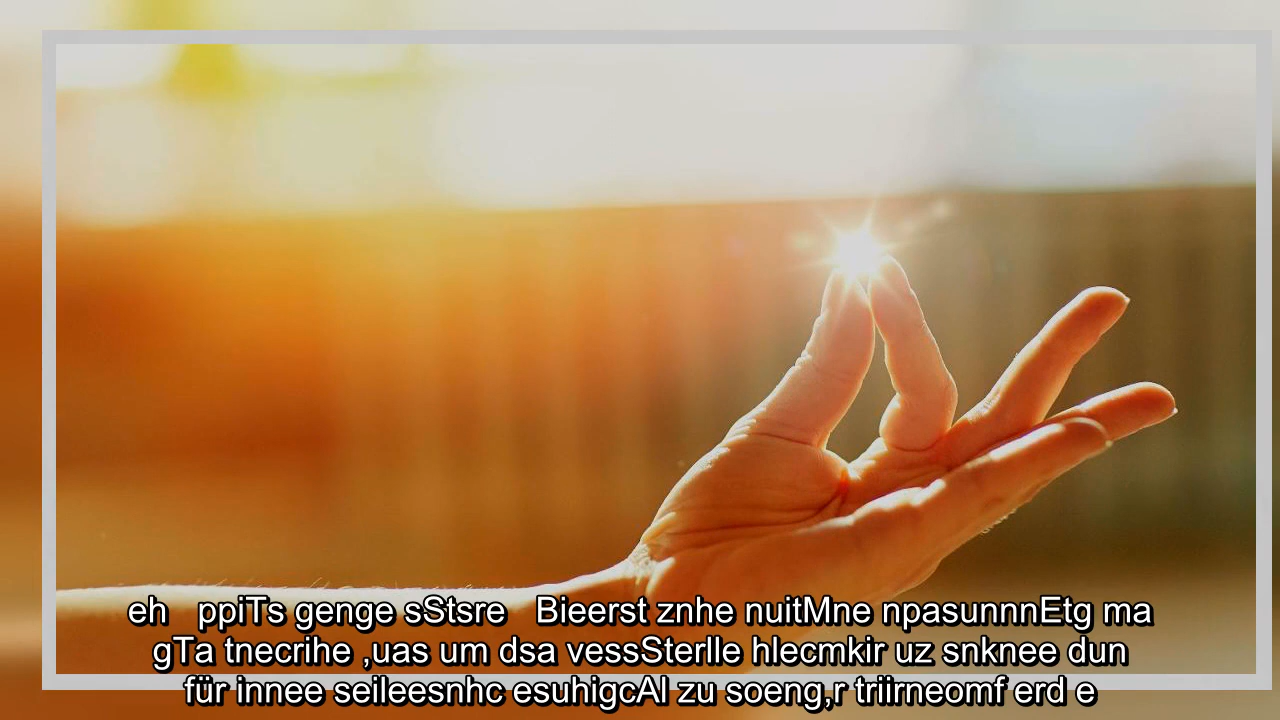 eh ppiTs genge sStsre Bieerst znhe nuitMne npasunnnEtg ma
gTa tnecrihe ,uas um dsa vessSterlle hlecmkir uz snknee dun
für innee seileesnhc esuhigcAl zu soeng,r triirneomf erd e